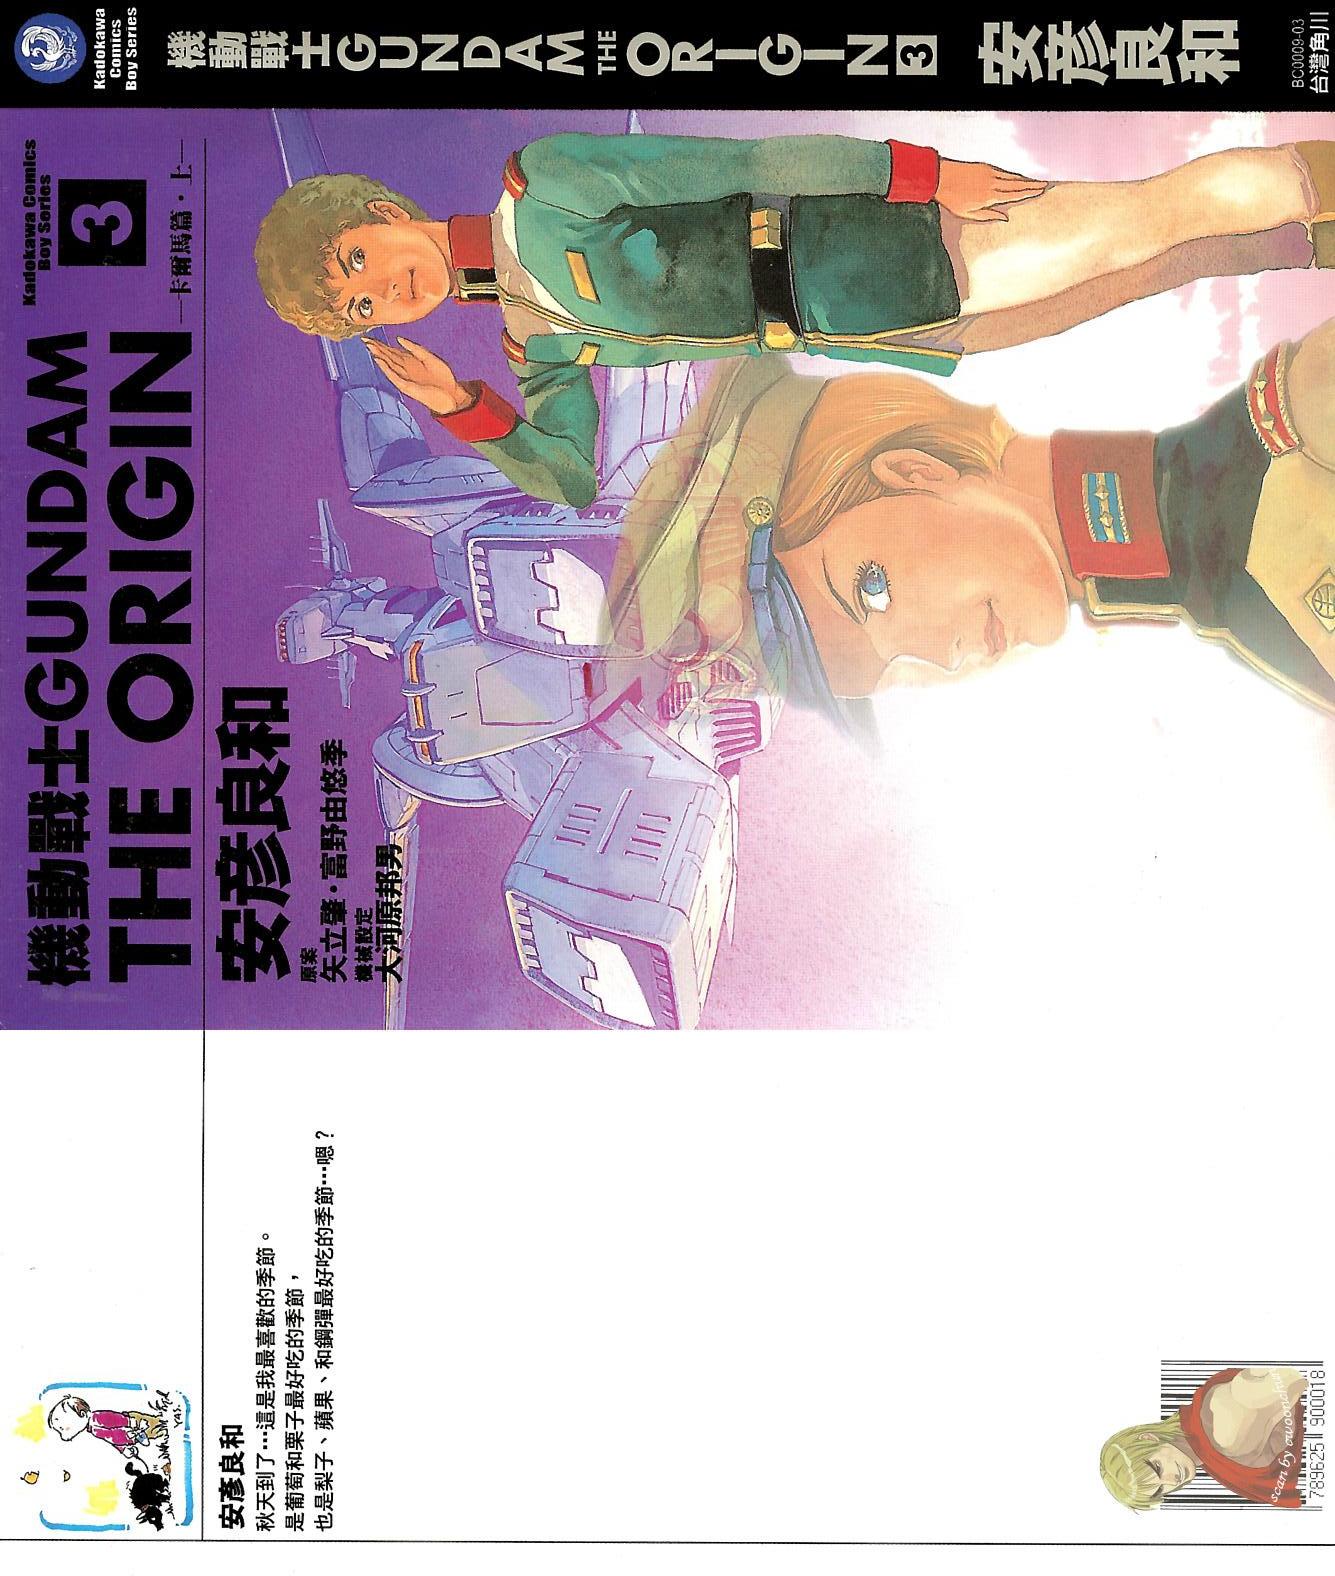 Kadokawa
Comics
Boy Series
機動戰士GUNDAM THE ORIGIN 3
安彥良和
BC0009-03
台灣角川
Kadokawa Comics
Boy Series
3
機動戰士GUNDAM
THE ORIGIN
—卡爾馬篇・上—
安彥良和
原案
矢立肇・富野由悠季
機械設定
大河原邦男
YAS.
安彥良和
秋天到了…這是我最喜歡的季節。
是葡萄和栗子最好吃的季節,
也是梨子、蘋果、和鋼彈最好吃的季節…嗯？
789625 900018